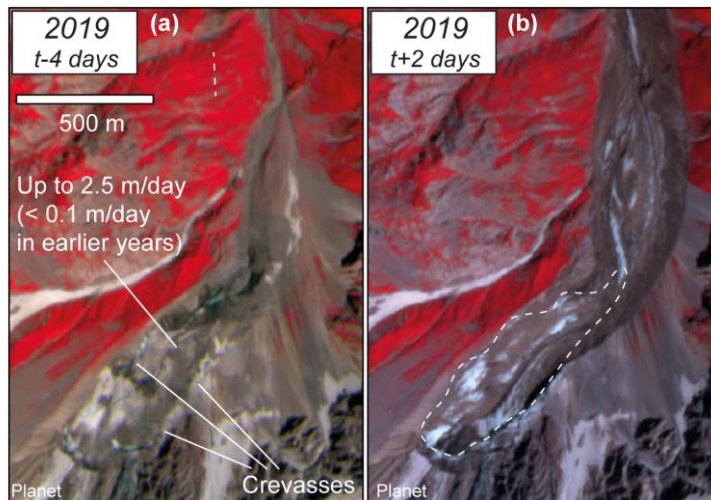 2019
t-4 days
(a)
500 m
Up to 2.5 m/day
(< 0.1 m/day
in earlier years)
Crevasses
Planet
2019
t+2 days
(b)
Planet